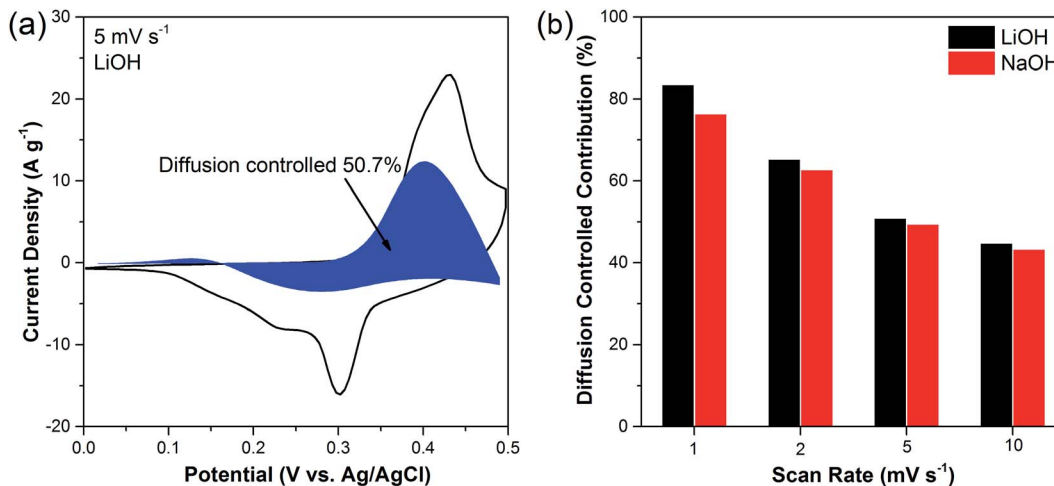 (a)
5 mV s⁻¹
LiOH
Diffusion controlled 50.7%
Current Density (A g⁻¹)
30
20
10
0
-10
-20
0.0 0.1 0.2 0.3 0.4 0.5
Potential (V vs. Ag/AgCl)
(b)
LiOH
NaOH
Diffusion Controlled Contribution (%)
100
80
60
40
20
0
1 2 5 10
Scan Rate (mV s⁻¹)